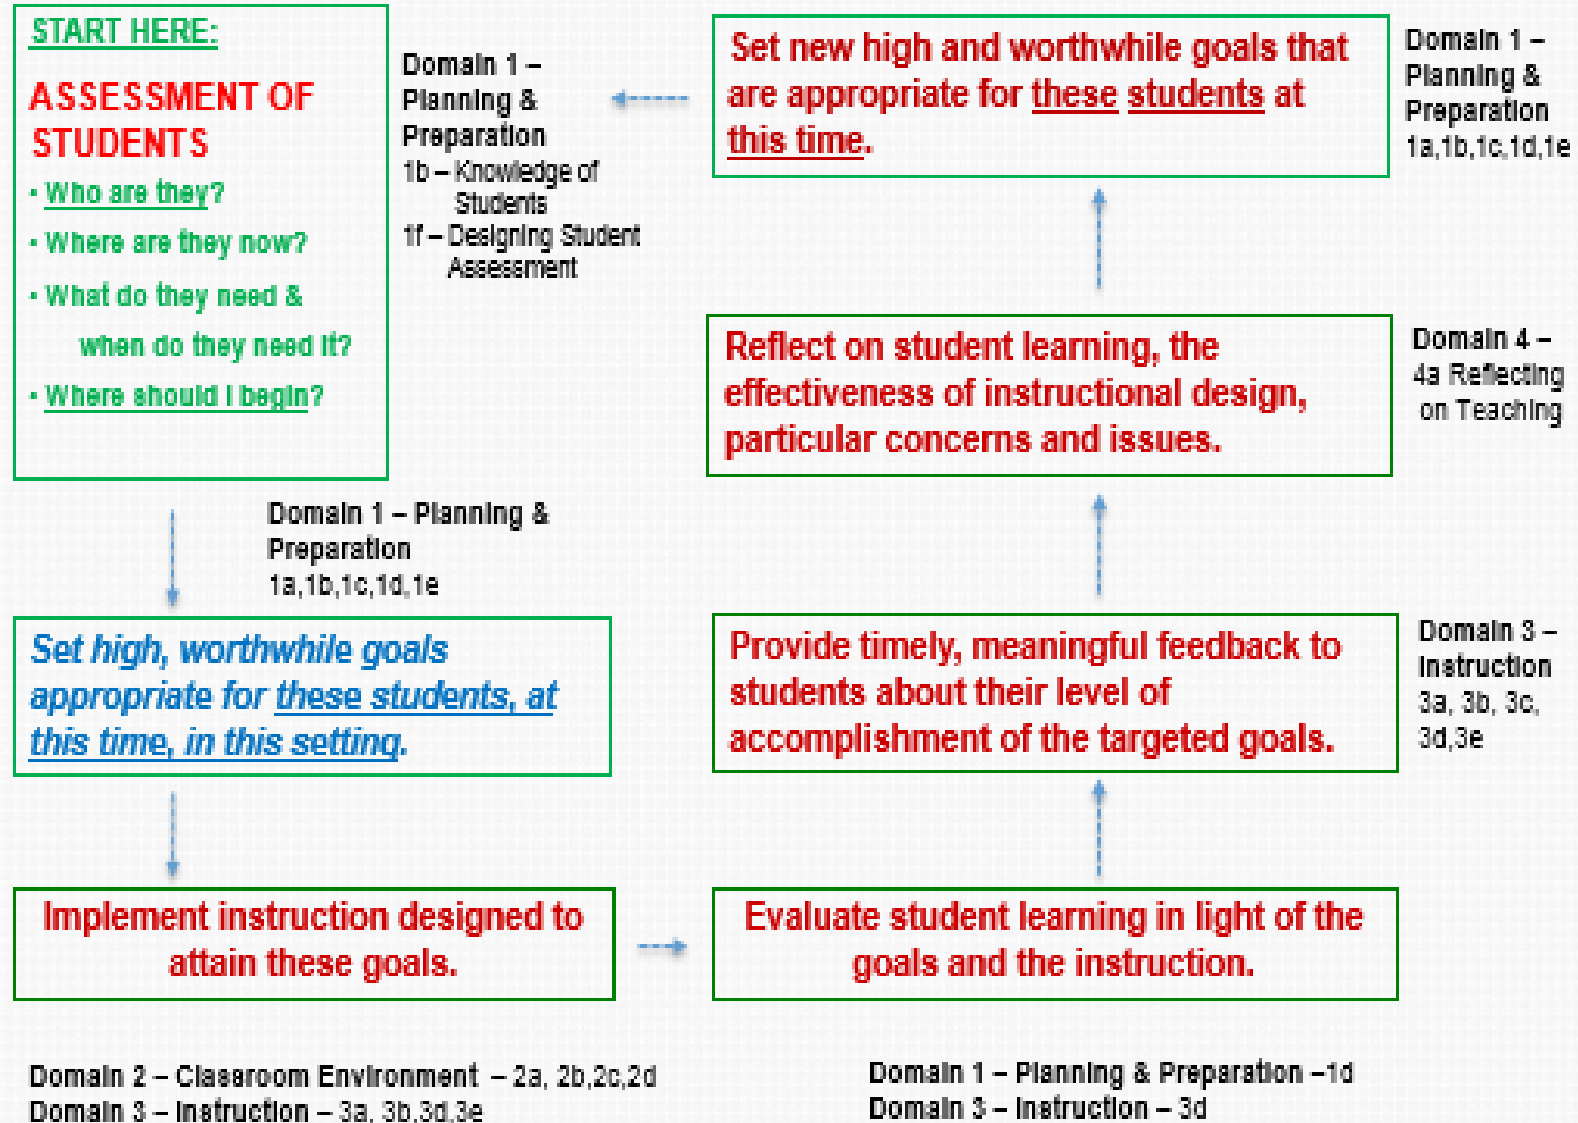 START HERE:
ASSESSMENT OF
STUDENTS
• Who are they?
• Where are they now?
• What do they need &
when do they need it?
• Where should I begin?
Domain 1 –
Planning &
Preparation
1b – Knowledge of
Students
1f – Designing Student
Assessment
Set new high and worthwhile goals that
are appropriate for these students at
this time.
Domain 1 –
Planning &
Preparation
1a,1b,1c,1d,1e
Reflect on student learning, the
effectiveness of instructional design,
particular concerns and issues.
Domain 4 –
4a Reflecting
on Teaching
Domain 1 – Planning &
Preparation
1a,1b,1c,1d,1e
Set high, worthwhile goals
appropriate for these students, at
this time, in this setting.
Provide timely, meaningful feedback to
students about their level of
accomplishment of the targeted goals.
Domain 3 –
Instruction
3a, 3b, 3c,
3d,3e
Implement instruction designed to
attain these goals.
Evaluate student learning in light of the
goals and the instruction.
Domain 2 – Classroom Environment – 2a, 2b,2c,2d
Domain 3 – Instruction – 3a, 3b,3d,3e
Domain 1 – Planning & Preparation –1d
Domain 3 – Instruction – 3d